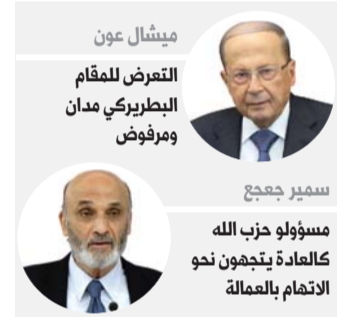 ميشال عون
التعرض للمقام
البطريركي مدان
ومرفوض
سمير جعجع
مسؤولو حزب الله
كالعادة يتجهون نحو
الاتهام بالعمالة